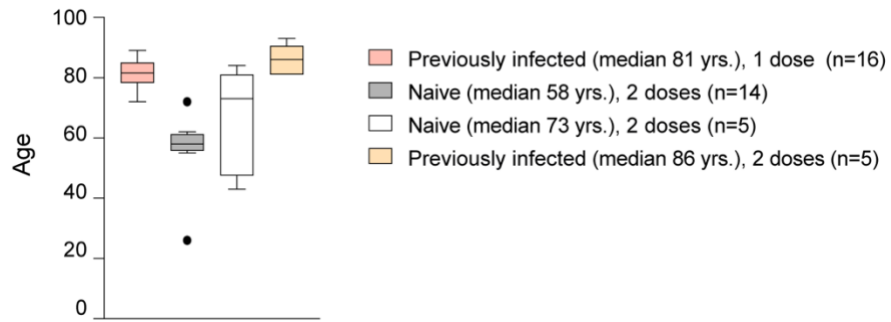 100
80
60
40
20
0
Age
Previously infected (median 81 yrs.), 1 dose (n=16)
Naive (median 58 yrs.), 2 doses (n=14)
Naive (median 73 yrs.), 2 doses (n=5)
Previously infected (median 86 yrs.), 2 doses (n=5)